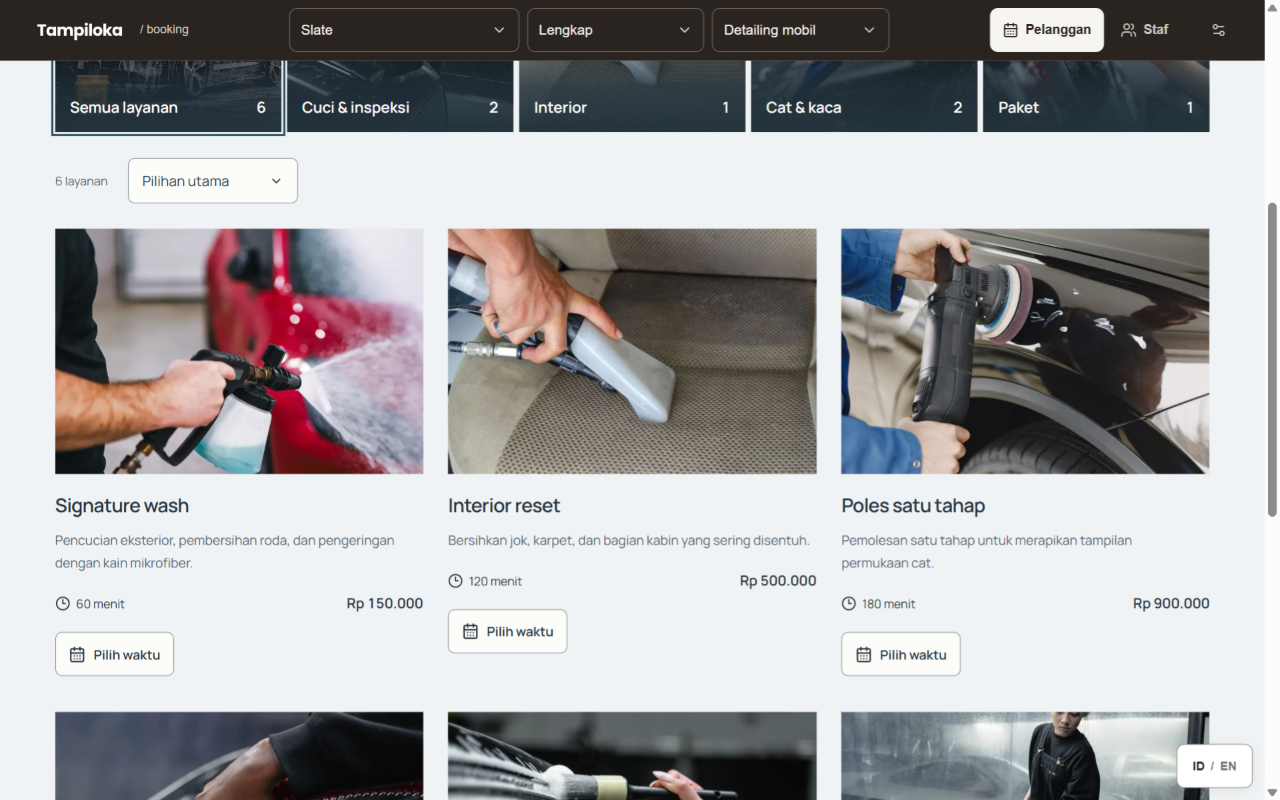 Tampiloka / booking
Slate
Lengkap
Detailing mobil
Pelanggan
Staf
Semua layanan 6
Cuci & inspeksi 2
Interior 1
Cat & kaca 2
Paket 1
6 layanan
Pilihan utama
Signature wash
Pencucian eksterior, pembersihan roda, dan pengeringan
dengan kain mikrofiber.
60 menit Rp 150.000
Pilih waktu
Interior reset
Bersihkan jok, karpet, dan bagian kabin yang sering disentuh.
120 menit Rp 500.000
Pilih waktu
Poles satu tahap
Pemolesan satu tahap untuk merapikan tampilan
permukaan cat.
180 menit Rp 900.000
Pilih waktu
ID / EN